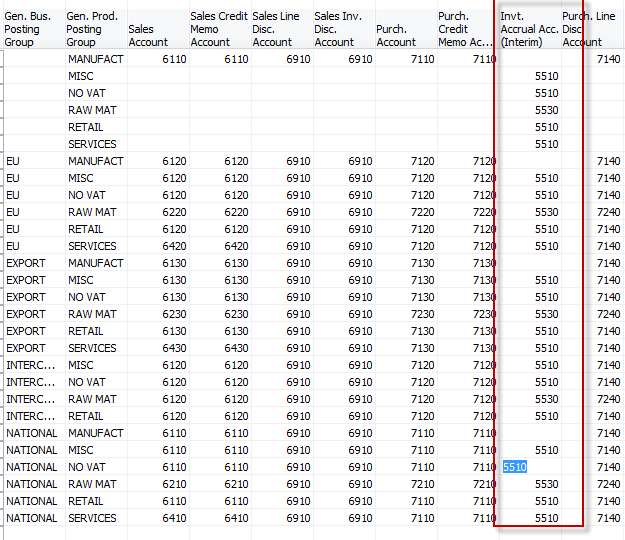 Gen. Bus. Gen. Prod. Sales Credit Sales Line Sales Inv. Purch. Invt. Purch. Line
Posting Posting Sales Memo Disc. Disc. Purch. Credit Accrual Acc. Disc.
Group Group Account Account Account Account Account Memo Ac... (Interim) Account
MANUFACT 6110 6110 6110 6110 7110 7110 7140
MISC 5510
NO VAT 5510
RAW MAT 5530
RETAIL 5510
SERVICES 5510
EU MANUFACT 6120 6120 6910 6910 7120 7120 7140
EU MISC 6120 6120 6910 6910 7120 7120 5510 7140
EU NO VAT 6120 6120 6910 6910 7120 7120 5510 7140
EU RAW MAT 6220 6220 6910 6910 7220 7220 5530 7240
EU RETAIL 6120 6120 6910 6910 7120 7120 5510 7140
EU SERVICES 6420 6420 6910 6910 7120 7120 5510 7140
EXPORT MANUFACT 6130 6130 6910 6910 7130 7130 7140
EXPORT MISC 6130 6130 6910 6910 7130 7130 5510 7140
EXPORT NO VAT 6130 6130 6910 6910 7130 7130 5510 7140
EXPORT RAW MAT 6230 6230 6910 6910 7230 7230 5530 7240
EXPORT RETAIL 6130 6130 6910 6910 7130 7130 5510 7140
EXPORT SERVICES 6430 6430 6910 6910 7130 7130 5510 7140
INTERC... MISC 6120 6120 6910 6910 7120 7120 5510 7140
INTERC... NO VAT 6120 6120 6910 6910 7120 7120 5510 7140
INTERC... RAW MAT 6120 6120 6910 6910 7120 7120 5530 7240
INTERC... RETAIL 6120 6120 6910 6910 7120 7120 5510 7140
NATIONAL MANUFACT 6110 6110 6910 6910 7110 7110 7140
NATIONAL MISC 6110 6110 6910 6910 7110 7110 5510 7140
NATIONAL NO VAT 6110 6110 6910 6910 7110 7110 5510 7140
NATIONAL RAW MAT 6210 6210 6910 6910 7210 7210 5530 7240
NATIONAL RETAIL 6110 6110 6910 6910 7110 7110 5510 7140
NATIONAL SERVICES 6410 6410 6910 6910 7110 7110 5510 7140